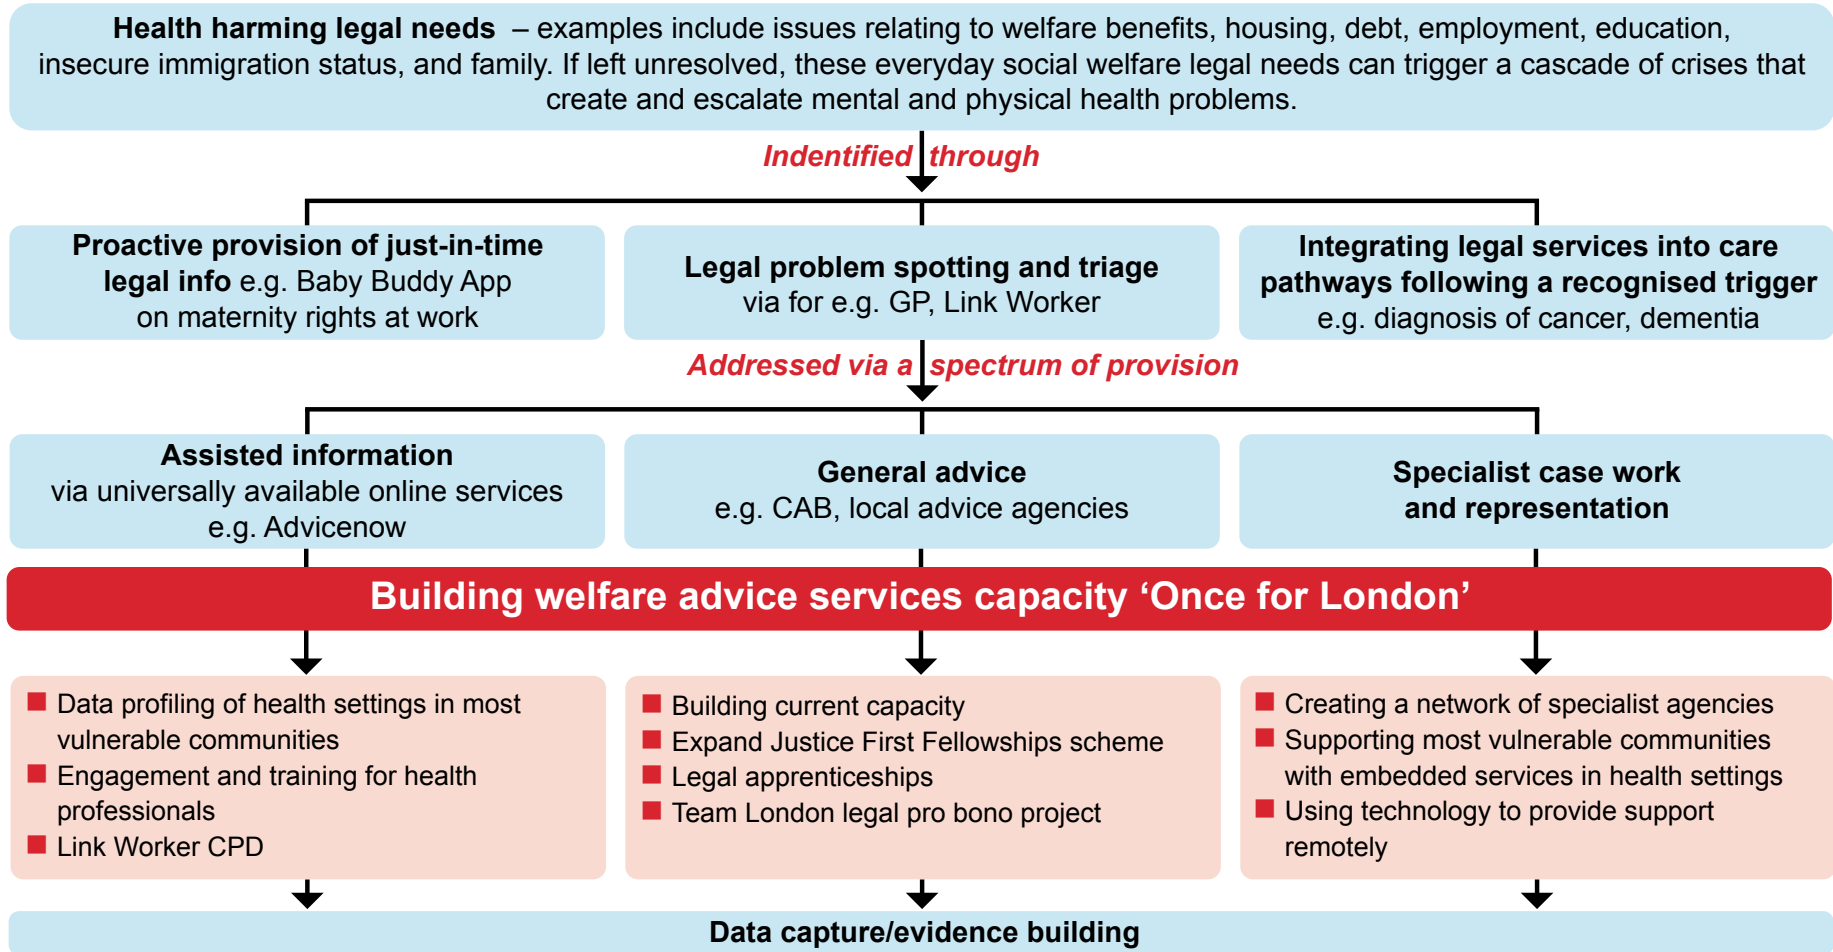 Health harming legal needs – examples include issues relating to welfare benefits, housing, debt, employment, education,
insecure immigration status, and family. If left unresolved, these everyday social welfare legal needs can trigger a cascade of crises that
create and escalate mental and physical health problems.
Indentified through
Proactive provision of just-in-time
legal info e.g. Baby Buddy App
on maternity rights at work
Legal problem spotting and triage
via for e.g. GP, Link Worker
Integrating legal services into care
pathways following a recognised trigger
e.g. diagnosis of cancer, dementia
Addressed via a spectrum of provision
Assisted information
via universally available online services
e.g. Advicenow
General advice
e.g. CAB, local advice agencies
Specialist case work
and representation
Building welfare advice services capacity ‘Once for London’
Data profiling of health settings in most
vulnerable communities
Engagement and training for health
professionals
Link Worker CPD
Building current capacity
Expand Justice First Fellowships scheme
Legal apprenticeships
Team London legal pro bono project
Creating a network of specialist agencies
Supporting most vulnerable communities
with embedded services in health settings
Using technology to provide support
remotely
Data capture/evidence building